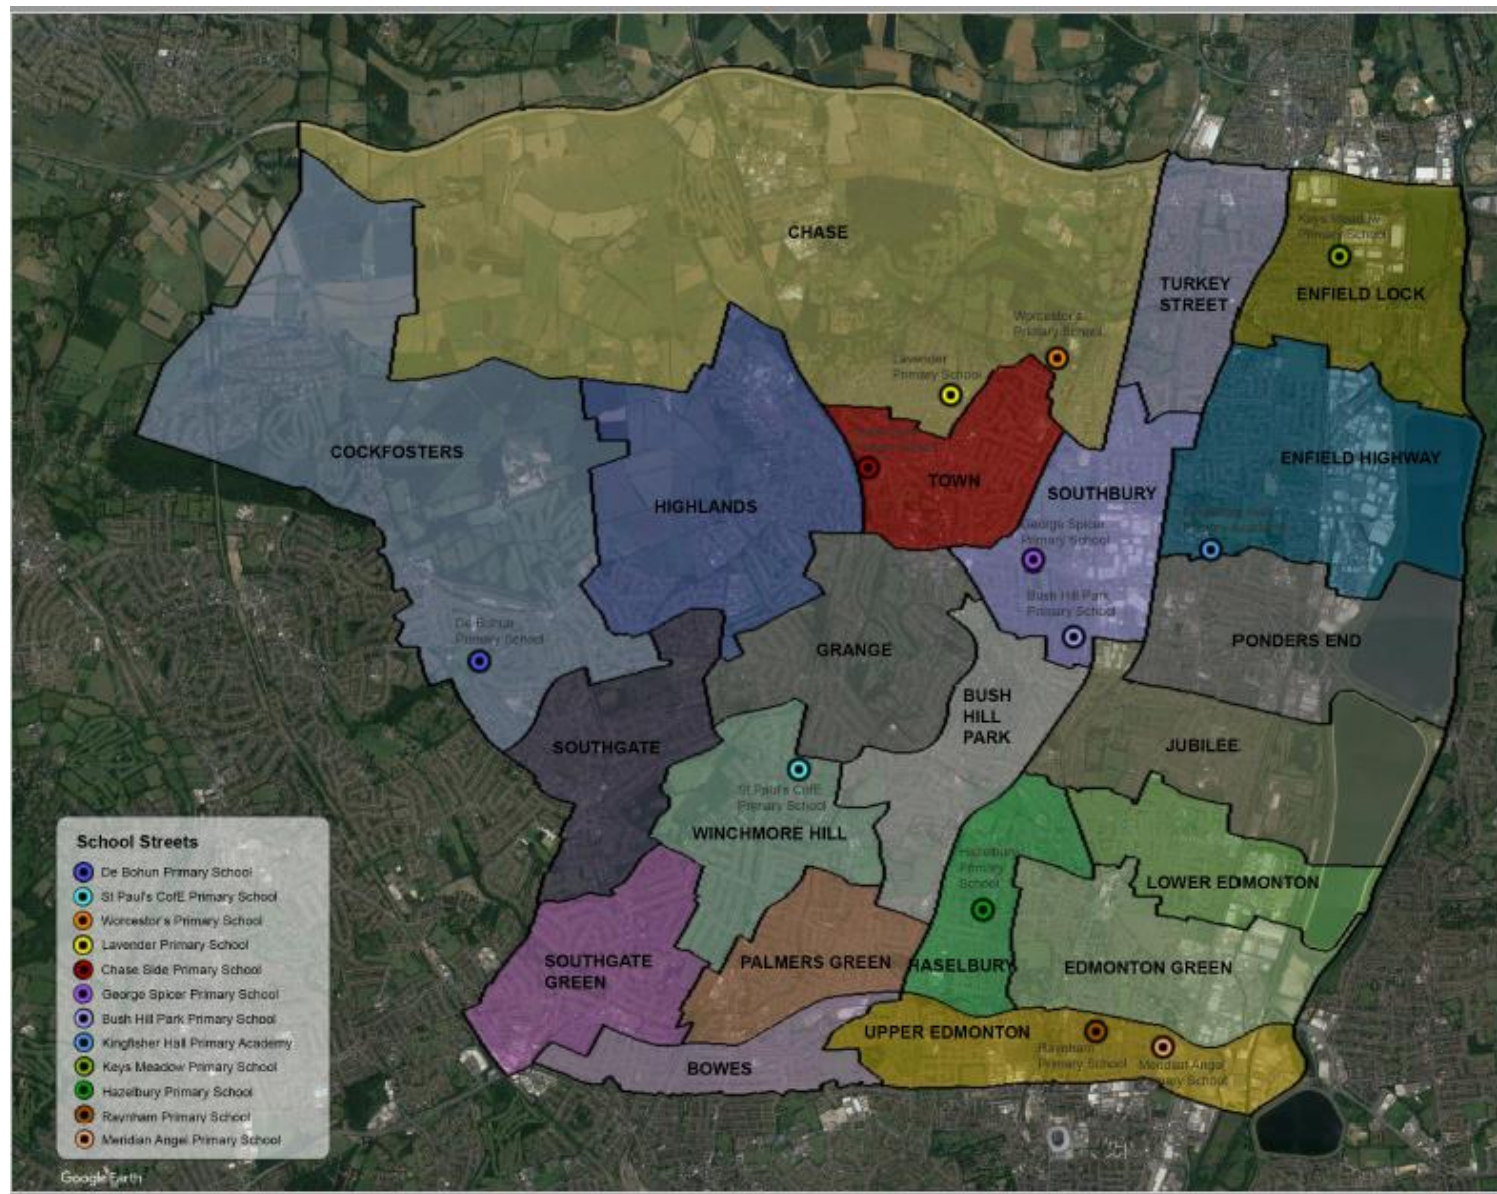 CHASE
TURKEY
STREET
Keys Meadow
Primary School
ENFIELD LOCK
Worcestor's
Primary School
Lavender
Primary School
COCKFOSTERS
HIGHLANDS
TOWN
SOUTHBURY
ENFIELD HIGHWAY
George Spicer
Primary School
Bush Hill Park
Primary School
De Bohun
Primary School
GRANGE
PONDERS END
BUSH
HILL
PARK
SOUTHGATE
JUBILEE
St Paul's CofE
Primary School
WINCHMORE HILL
Hazelbury
Primary
School
LOWER EDMONTON
SOUTHGATE
GREEN
PALMERS GREEN
HASELBURY
EDMONTON GREEN
UPPER EDMONTON
Raynham
Primary School
Meridian Angel
Primary School
BOWES
School Streets
De Bohun Primary School
St Paul's CofE Primary School
Worcestor's Primary School
Lavender Primary School
Chase Side Primary School
George Spicer Primary School
Bush Hill Park Primary School
Kingfisher Hall Primary Academy
Keys Meadow Primary School
Hazelbury Primary School
Raynham Primary School
Meridian Angel Primary School
Google Earth